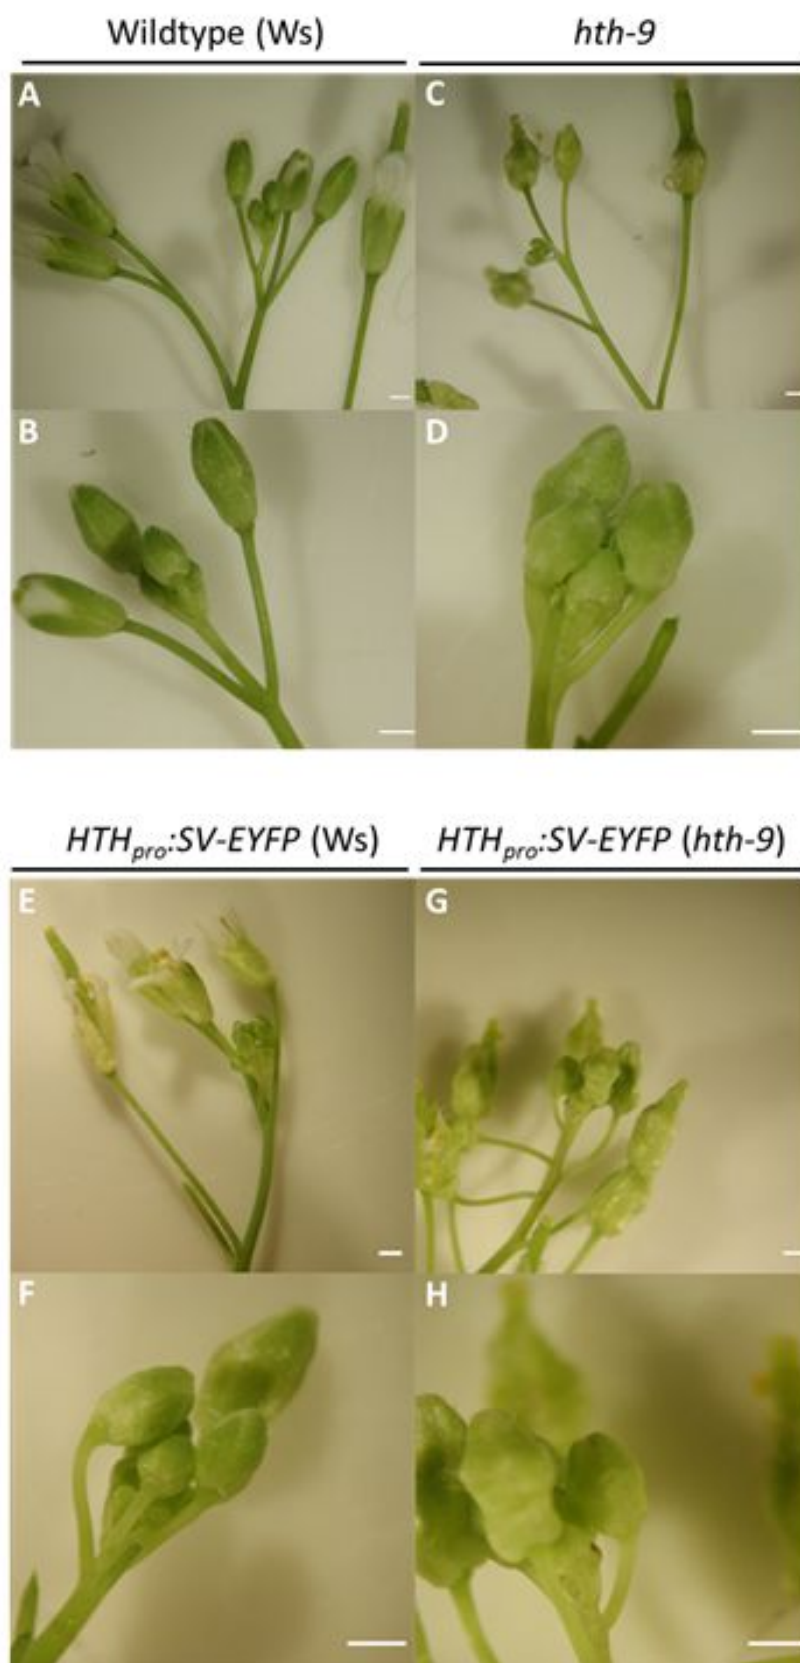 Wildtype (Ws) hth-9
A C
B D
HTHpro:SV-EYFP (Ws) HTHpro:SV-EYFP (hth-9)
E G
F H